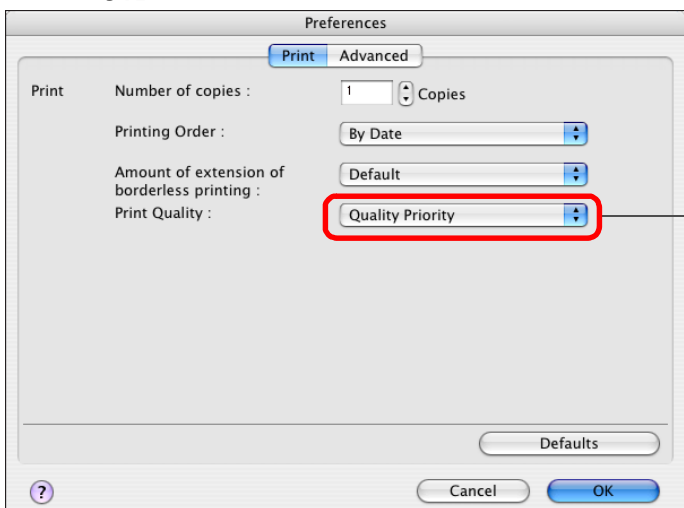 Preferences
Print Advanced
Print Number of copies : 1 Copies
Printing Order : By Date
Amount of extension of Default
borderless printing :
Print Quality : Quality Priority
Defaults
? Cancel OK